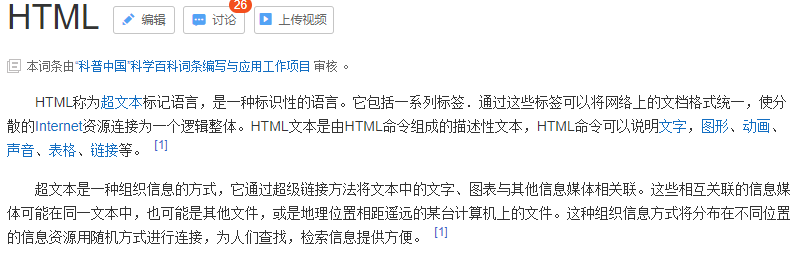 HTML 编辑 讨论 26 上传视频
本词条由“科普中国”科学百科词条编写与应用工作项目 审核 。
HTML称为超文本标记语言，是一种标识性的语言。它包括一系列标签．通过这些标签可以将网络上的文档格式统一，使分
散的Internet资源连接为一个逻辑整体。HTML文本是由HTML命令组成的描述性文本，HTML命令可以说明文字，图形、动画、
声音、表格、链接等。 [1]
超文本是一种组织信息的方式，它通过超级链接方法将文本中的文字、图表与其他信息媒体相关联。这些相互关联的信息媒
体可能在同一文本中，也可能是其他文件，或是地理位置相距遥远的某台计算机上的文件。这种组织信息方式将分布在不同位置
的信息资源用随机方式进行连接，为人们查找，检索信息提供方便。 [1]